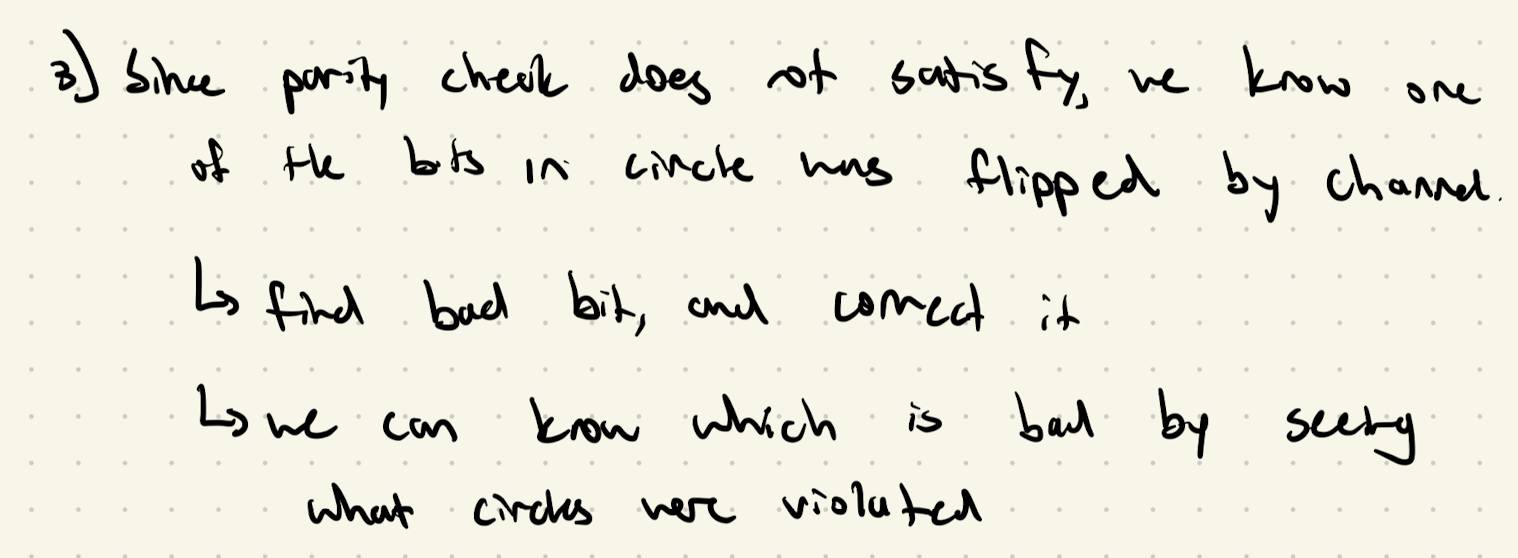 3) Since parity check does not satisfy, we know one
of the bits in circle was flipped by channel.
↳ find bad bit, and correct it
↳ we can know which is bad by seeing
what circles were violated